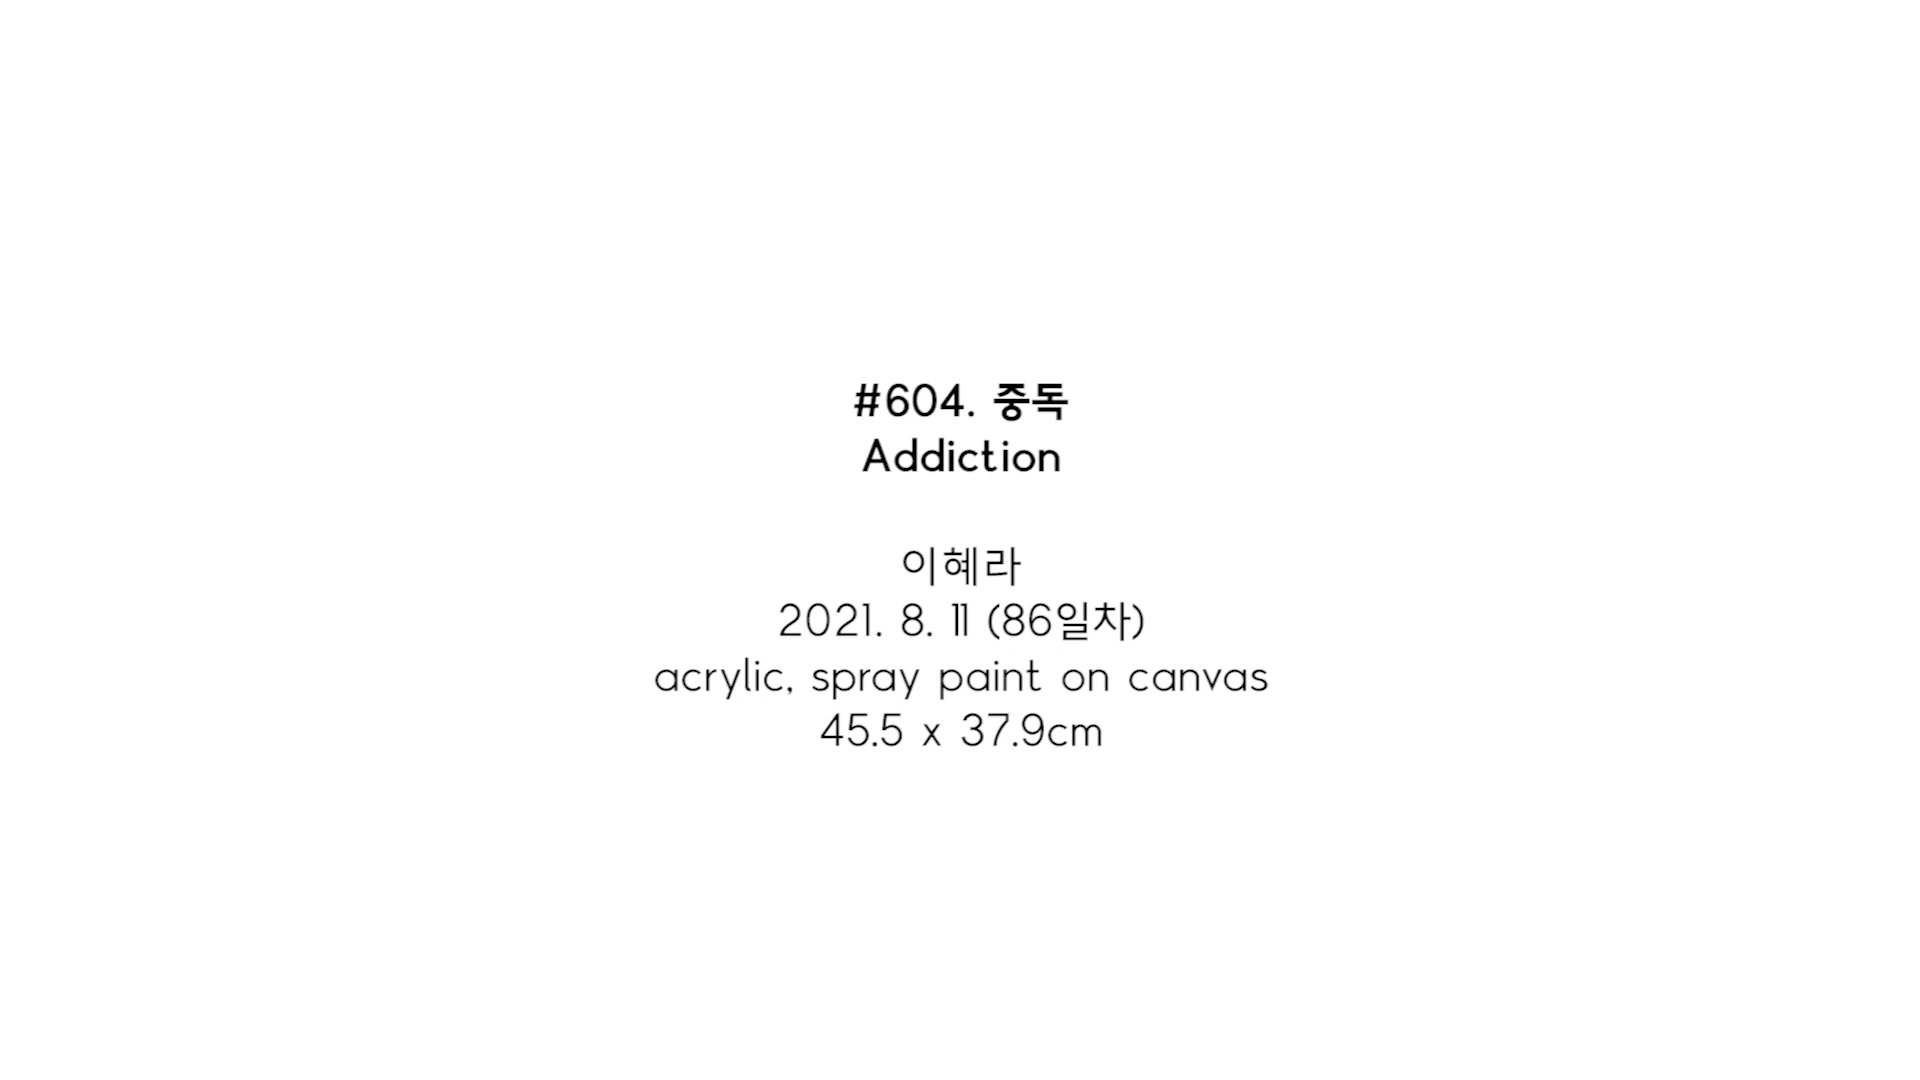 #604. 중독
Addiction
이혜라
2021. 8. 11 (86일차)
acrylic, spray paint on canvas
45.5 x 37.9cm